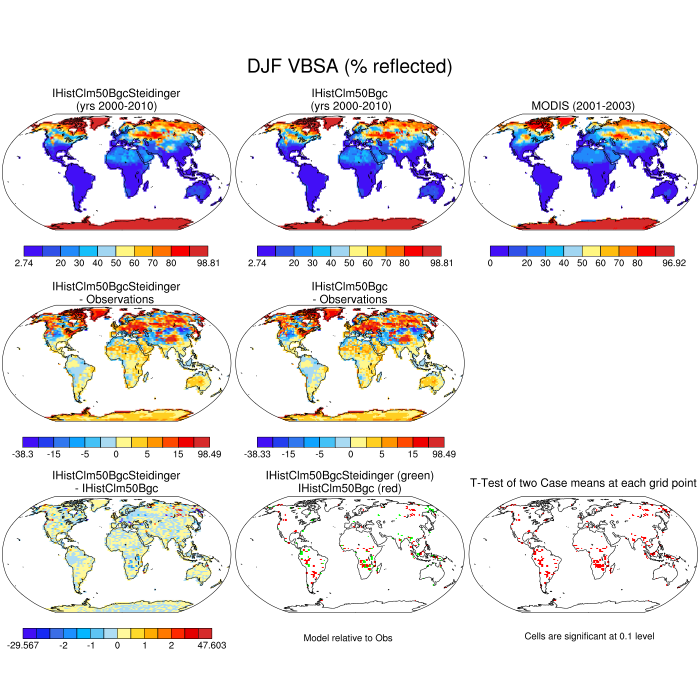 DJF VBSA (% reflected)
IHistClm50BgcSteidinger
(yrs 2000-2010)
IHistClm50Bgc
(yrs 2000-2010)
MODIS (2001-2003)
2.74 20 30 40 50 60 70 80 98.81
2.74 20 30 40 50 60 70 80 98.81
0 20 30 40 50 60 70 80 96.92
IHistClm50BgcSteidinger
- Observations
IHistClm50Bgc
- Observations
-38.3 -15 -5 0 5 15 98.49
-38.33 -15 -5 0 5 15 98.49
IHistClm50BgcSteidinger
- IHistClm50Bgc
IHistClm50BgcSteidinger (green)
IHistClm50Bgc (red)
T-Test of two Case means at each grid point
-29.567 -2 -1 0 1 2 47.603
Model relative to Obs
Cells are significant at 0.1 level